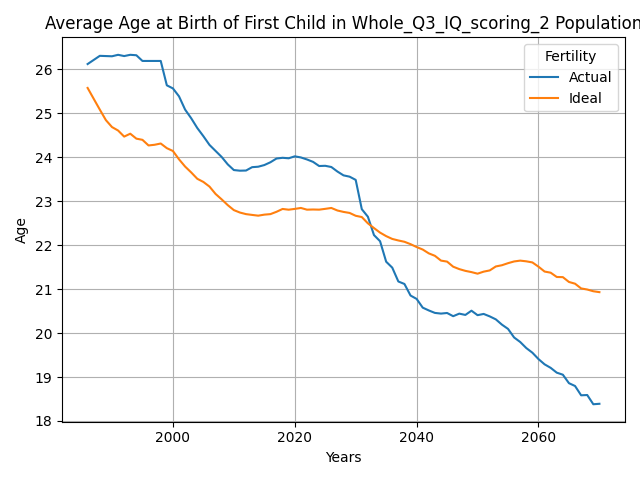 Average Age at Birth of First Child in Whole_Q3_IQ_scoring_2 Population
Fertility
Actual
Ideal
Age
26
25
24
23
22
21
20
19
18
2000
2020
2040
2060
Years